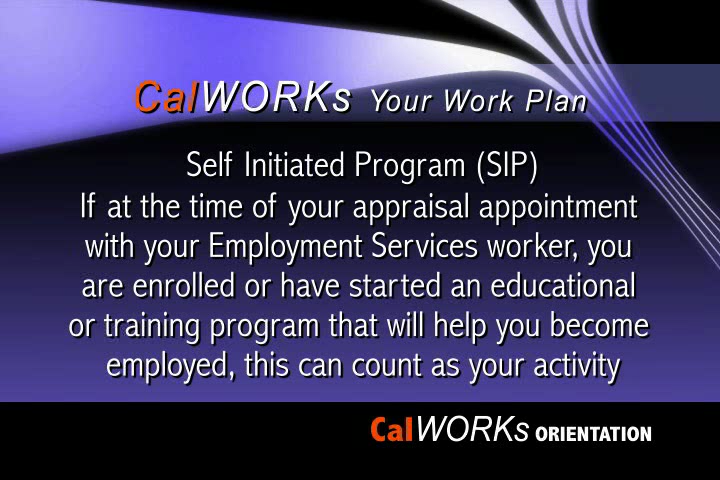 CalWORKs Your Work Plan
Self Initiated Program (SIP)
If at the time of your appraisal appointment
with your Employment Services worker, you
are enrolled or have started an educational
or training program that will help you become
employed, this can count as your activity
CalWORKs ORIENTATION